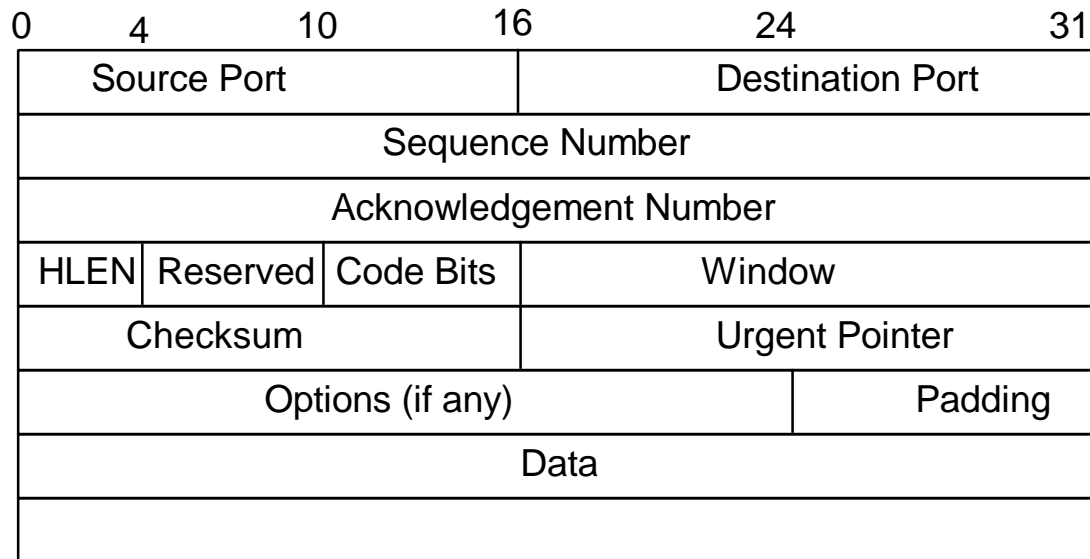 0 4 10 16 24 31
Source Port Destination Port
Sequence Number
Acknowledgement Number
HLEN Reserved Code Bits Window
Checksum Urgent Pointer
Options (if any) Padding
Data